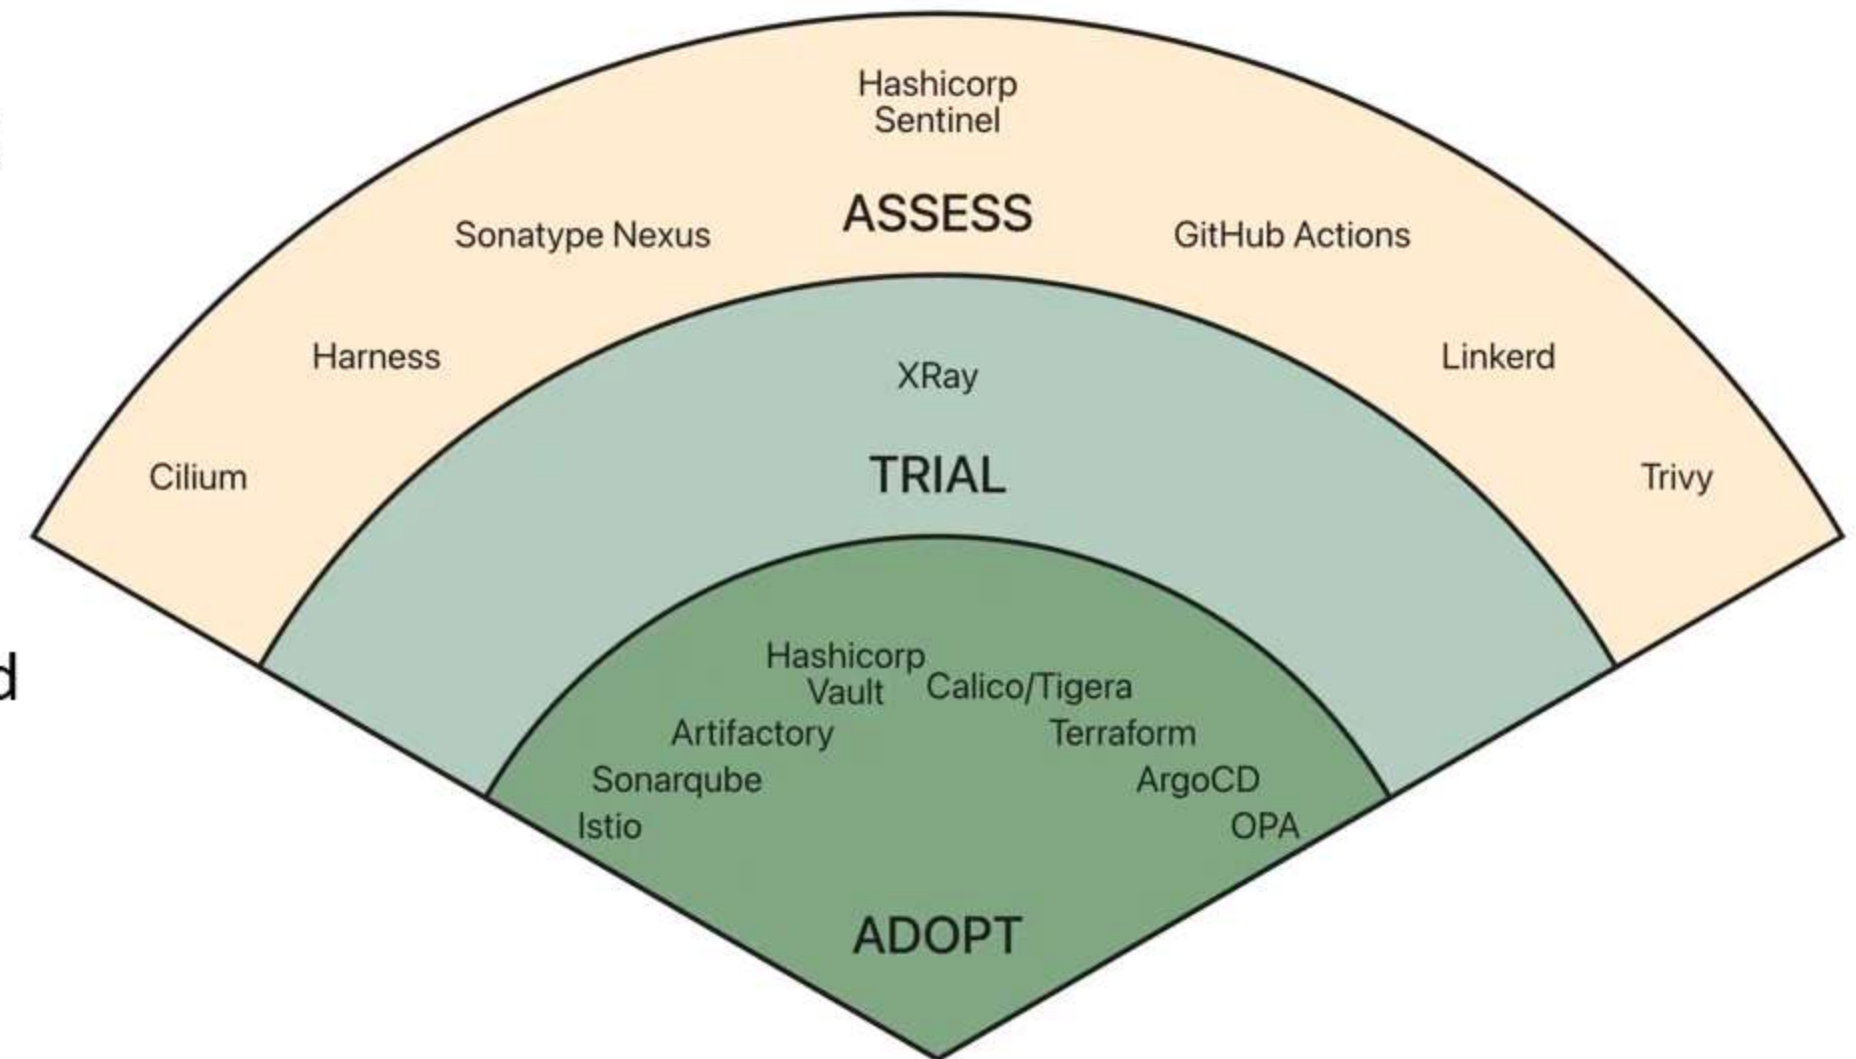 Hashicorp
Sentinel
ASSESS
Sonatype Nexus
GitHub Actions
Harness
Linkerd
Cilium
Trivy
XRay
TRIAL
Hashicorp
Vault
Calico/Tigera
Artifactory
Terraform
Sonarqube
ArgoCD
Istio
OPA
ADOPT
d